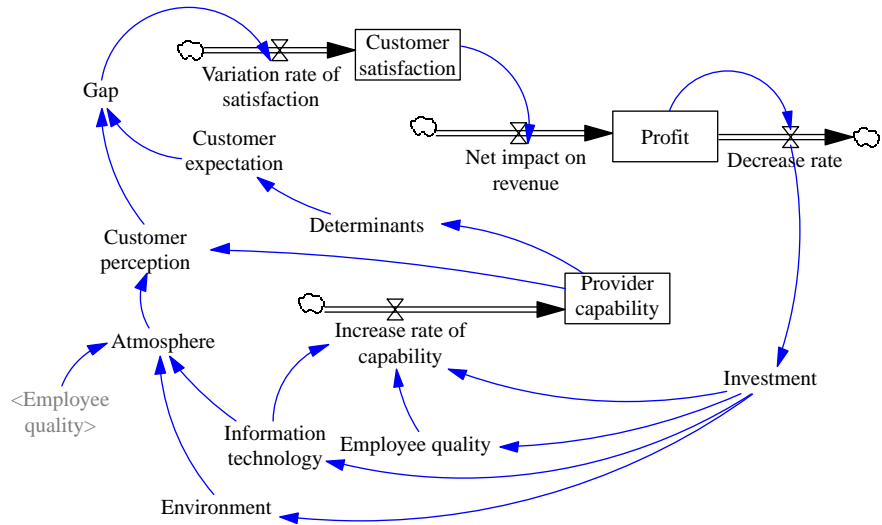 Customer
satisfaction
Variation rate of
satisfaction
Gap
Profit
Customer
expectation
Net impact on
revenue
Decrease rate
Determinants
Customer
perception
Provider
capability
Increase rate of
capability
Atmosphere
Investment
<Employee
quality>
Information
technology
Employee quality
Environment